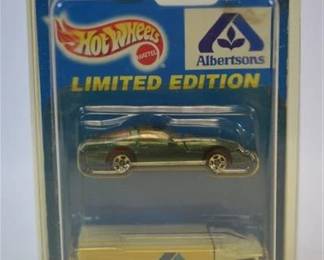 Hot Wheels
MATTEL
Albertsons
LIMITED EDITION